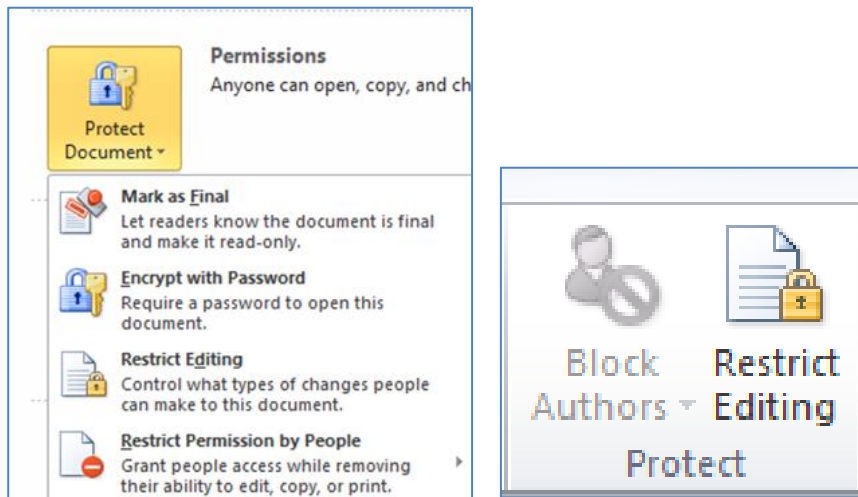 Permissions
Anyone can open, copy, and ch
Protect
Document
Mark as Final
Let readers know the document is final
and make it read-only.
Encrypt with Password
Require a password to open this
document.
Restrict Editing
Control what types of changes people
can make to this document.
Restrict Permission by People
Grant people access while removing
their ability to edit, copy, or print.
Block
Authors
Restrict
Editing
Protect